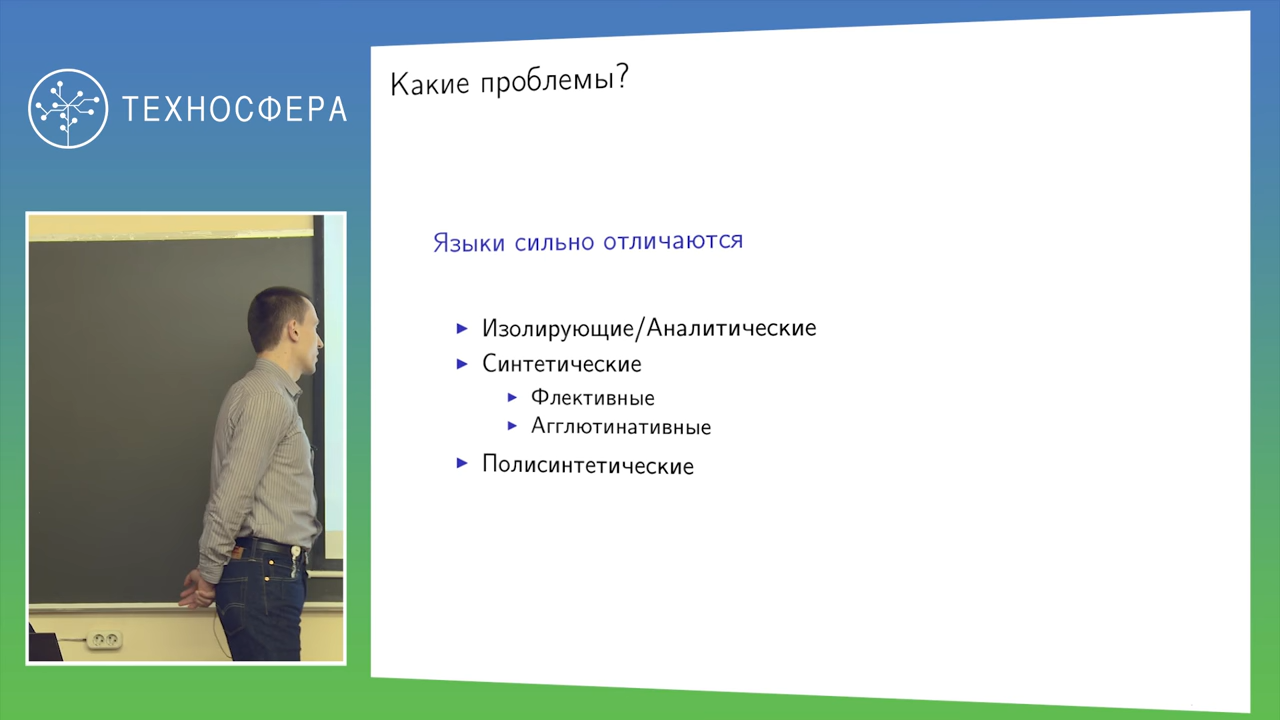 ТЕХНОСФЕРА
Какие проблемы?
Языки сильно отличаются
Изолирующие/Аналитические
Синтетические
Флективные
Агглютинативные
Полисинтетические